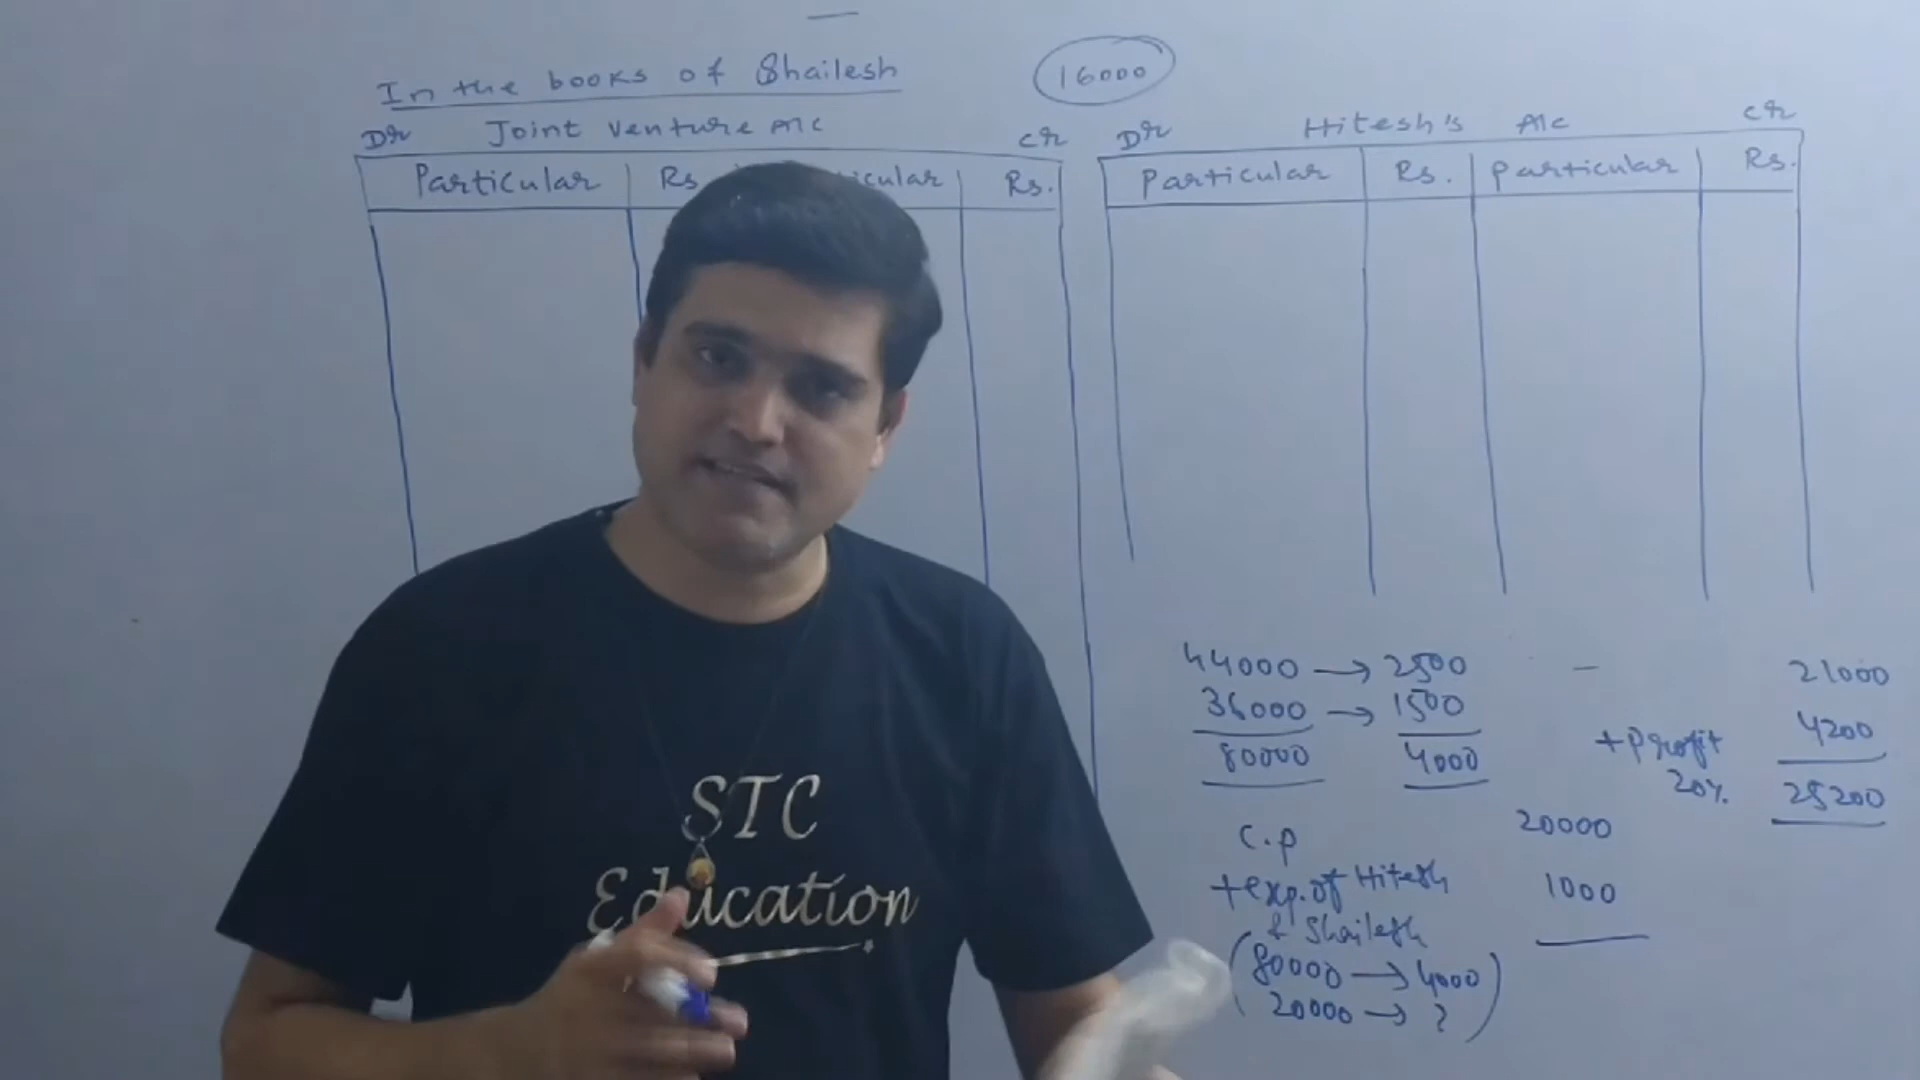 In the books of Shailesh
16000
Dr Joint Venture A/c Cr
Particular Rs Rs.
Dr Hitesh's A/c Cr
Particular Rs. Particular Rs.
44000 → 2500
36000 → 1500
80000 4000
- 21000
+ Profit 4200
20% 25200
C.P 20000
+ exp. of Hitesh 1000
& Shailesh
(80000 → 4000
20000 → ?)
STC
Education